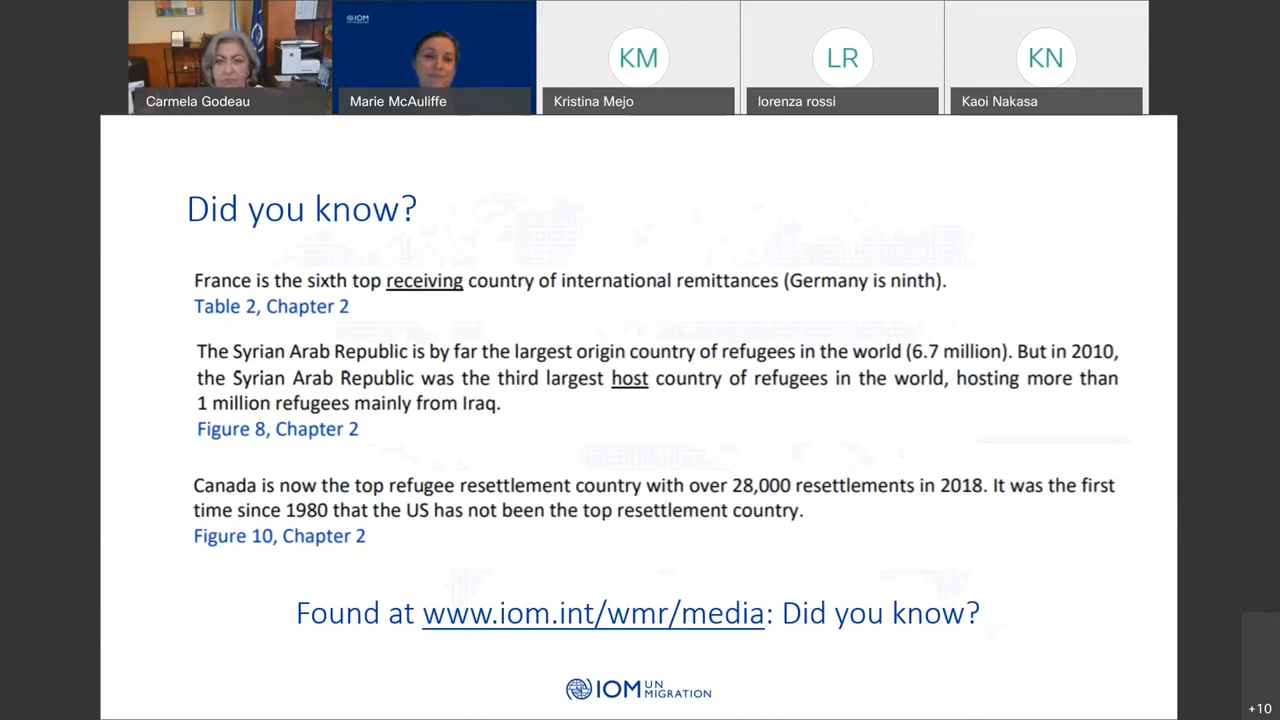 IOM
KM
LR
KN
Carmela Godeau
Marie McAuliffe
Kristina Mejo
lorenza rossi
Kaoi Nakasa
Did you know?
France is the sixth top receiving country of international remittances (Germany is ninth).
Table 2, Chapter 2
The Syrian Arab Republic is by far the largest origin country of refugees in the world (6.7 million). But in 2010,
the Syrian Arab Republic was the third largest host country of refugees in the world, hosting more than
1 million refugees mainly from Iraq.
Figure 8, Chapter 2
Canada is now the top refugee resettlement country with over 28,000 resettlements in 2018. It was the first
time since 1980 that the US has not been the top resettlement country.
Figure 10, Chapter 2
Found at www.iom.int/wmr/media: Did you know?
IOM UN MIGRATION
+10